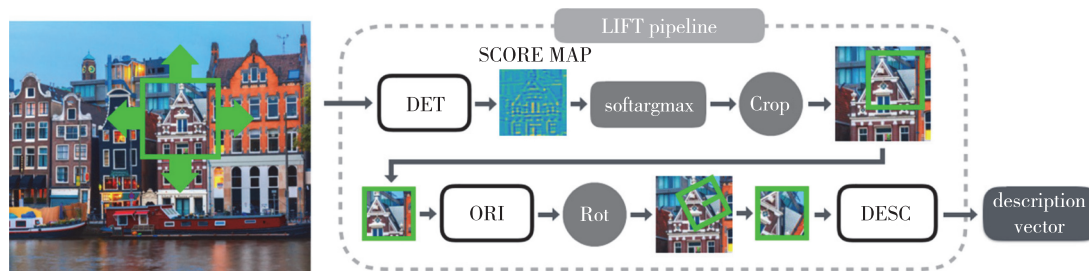 LIFT pipeline
SCORE MAP
DET
softargmax
Crop
ORI
Rot
DESC
description
vector